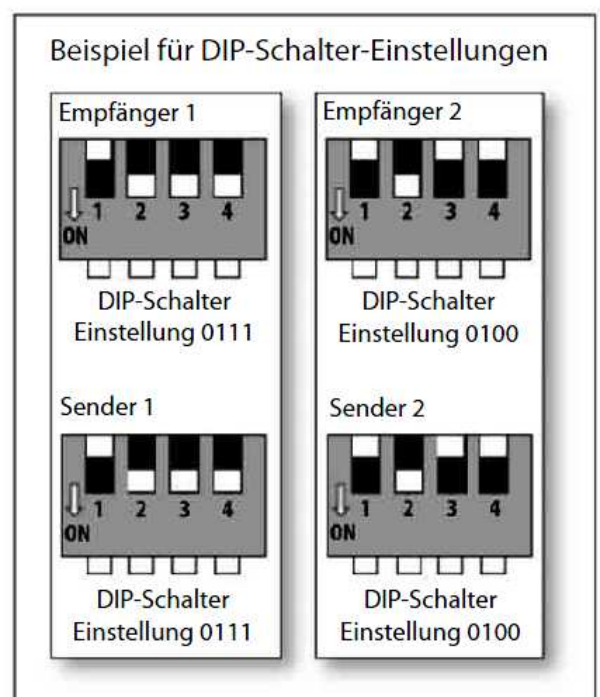 Beispiel für DIP-Schalter-Einstellungen
Empfänger 1
1 2 3 4
ON
DIP-Schalter
Einstellung 0111
Empfänger 2
1 2 3 4
ON
DIP-Schalter
Einstellung 0100
Sender 1
1 2 3 4
ON
DIP-Schalter
Einstellung 0111
Sender 2
1 2 3 4
ON
DIP-Schalter
Einstellung 0100